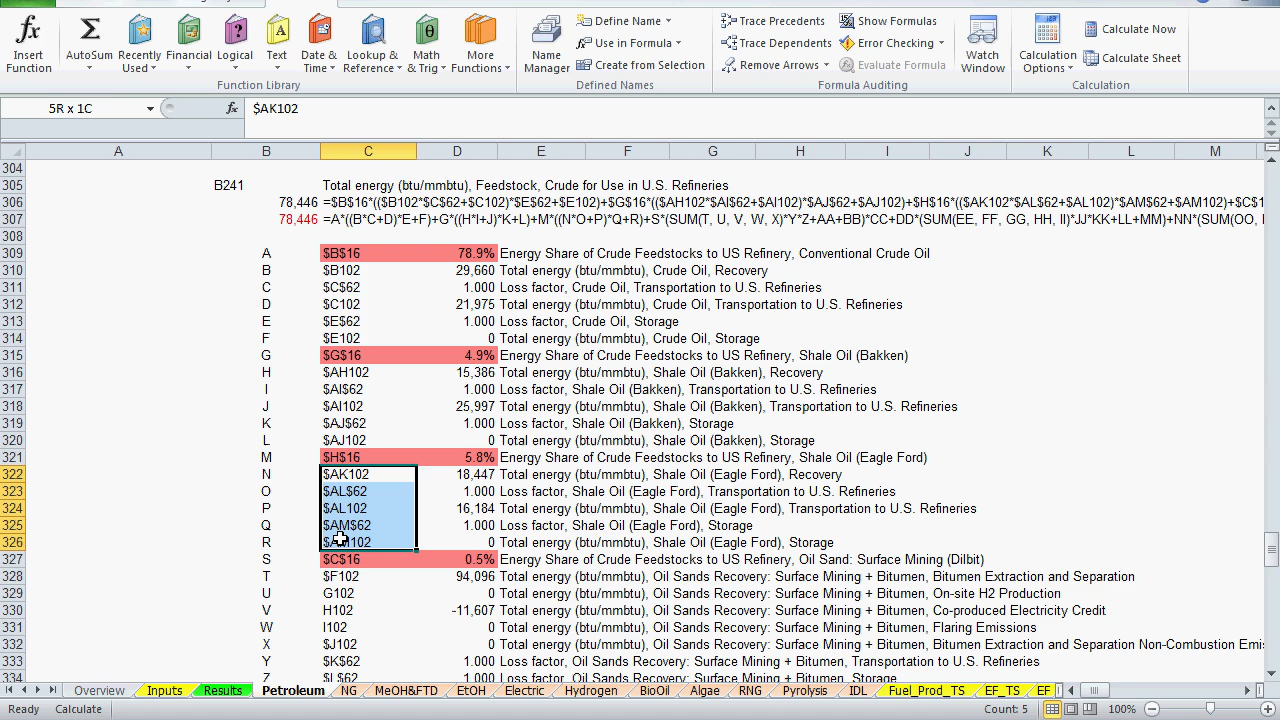 Insert Function
AutoSum
Recently Used
Financial
Logical
Text
Date & Time
Lookup & Reference
Math & Trig
More Functions
Function Library
Name Manager
Define Name
Use in Formula
Create from Selection
Defined Names
Trace Precedents
Trace Dependents
Remove Arrows
Show Formulas
Error Checking
Evaluate Formula
Formula Auditing
Watch Window
Calculation Options
Calculate Now
Calculate Sheet
Calculation
5R x 1C fx $AK102
A B C D E F G H I J K L M
304
305 B241 Total energy (btu/mmbtu), Feedstock, Crude for Use in U.S. Refineries
306 78,446 =$B$16*(($B102*$C$62+$C102)*$E$62+$E102)+$G$16*(($AH102*$AI$62+$AI102)*$AJ$62+$AJ102)+$H$16*(($AK102*$AL$62+$AL102)*$AM$62+$AM102)+$C$1
307 78,446 =A*((B*C+D)*E+F)+G*((H*I+J)*K+L)+M*((N*O+P)*Q+R)+S*(SUM(T, U, V, W, X)*Y*Z+AA+BB)*CC+DD*(SUM(EE, FF, GG, HH, II)*JJ*KK+LL+MM)+NN*(SUM(OO,
308
309 A $B$16 78.9% Energy Share of Crude Feedstocks to US Refinery, Conventional Crude Oil
310 B $B102 29,660 Total energy (btu/mmbtu), Crude Oil, Recovery
311 C $C$62 1.000 Loss factor, Crude Oil, Transportation to U.S. Refineries
312 D $C102 21,975 Total energy (btu/mmbtu), Crude Oil, Transportation to U.S. Refineries
313 E $E$62 1.000 Loss factor, Crude Oil, Storage
314 F $E102 0 Total energy (btu/mmbtu), Crude Oil, Storage
315 G $G$16 4.9% Energy Share of Crude Feedstocks to US Refinery, Shale Oil (Bakken)
316 H $AH102 15,386 Total energy (btu/mmbtu), Shale Oil (Bakken), Recovery
317 I $AI$62 1.000 Loss factor, Shale Oil (Bakken), Transportation to U.S. Refineries
318 J $AI102 25,997 Total energy (btu/mmbtu), Shale Oil (Bakken), Transportation to U.S. Refineries
319 K $AJ$62 1.000 Loss factor, Shale Oil (Bakken), Storage
320 L $AJ102 0 Total energy (btu/mmbtu), Shale Oil (Bakken), Storage
321 M $H$16 5.8% Energy Share of Crude Feedstocks to US Refinery, Shale Oil (Eagle Ford)
322 N $AK102 18,447 Total energy (btu/mmbtu), Shale Oil (Eagle Ford), Recovery
323 O $AL$62 1.000 Loss factor, Shale Oil (Eagle Ford), Transportation to U.S. Refineries
324 P $AL102 16,184 Total energy (btu/mmbtu), Shale Oil (Eagle Ford), Transportation to U.S. Refineries
325 Q $AM$62 1.000 Loss factor, Shale Oil (Eagle Ford), Storage
326 R $AM102 0 Total energy (btu/mmbtu), Shale Oil (Eagle Ford), Storage
327 S $C$16 0.5% Energy Share of Crude Feedstocks to US Refinery, Oil Sand: Surface Mining (Dilbit)
328 T $F102 94,096 Total energy (btu/mmbtu), Oil Sands Recovery: Surface Mining + Bitumen, Bitumen Extraction and Separation
329 U G102 0 Total energy (btu/mmbtu), Oil Sands Recovery: Surface Mining + Bitumen, On-site H2 Production
330 V H102 -11,607 Total energy (btu/mmbtu), Oil Sands Recovery: Surface Mining + Bitumen, Co-produced Electricity Credit
331 W I102 0 Total energy (btu/mmbtu), Oil Sands Recovery: Surface Mining + Bitumen, Flaring Emissions
332 X $J102 0 Total energy (btu/mmbtu), Oil Sands Recovery: Surface Mining + Bitumen, Bitumen Extraction and Separation Non-Combustion Emi
333 Y $K$62 1.000 Loss factor, Oil Sands Recovery: Surface Mining + Bitumen, Transportation to U.S. Refineries
334 Z $L$62 1.000 Loss factor, Oil Sands Recovery: Surface Mining + Bitumen, Storage
Overview Inputs Results Petroleum NG MeOH&FTD EtOH Electric Hydrogen BioOil Algae RNG Pyrolysis IDL Fuel_Prod_TS EF_TS EF
Ready Calculate Count: 5 100%